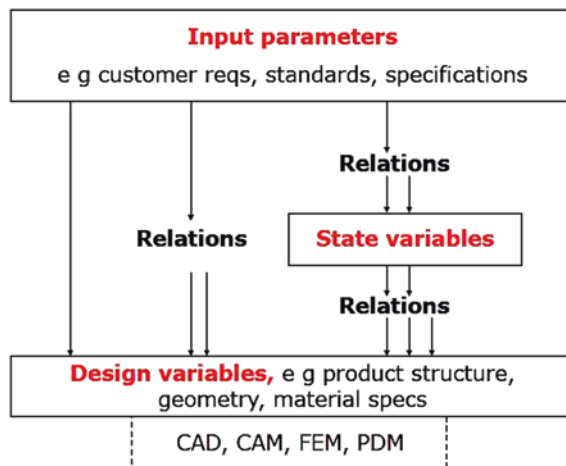 Input parameters
e g customer reqs, standards, specifications
Relations
Relations
State variables
Relations
Design variables, e g product structure,
geometry, material specs
CAD, CAM, FEM, PDM